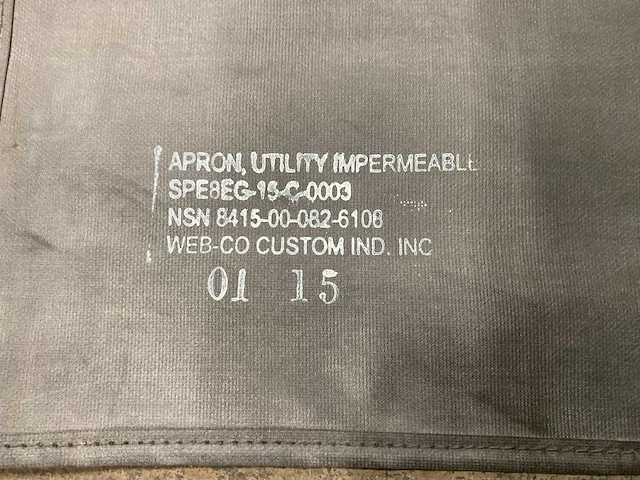 APRON, UTILITY IMPERMEABLE
SPE8EG-15-C-0003
NSN 8415-00-082-6108
WEB-CO CUSTOM IND. INC
01 15